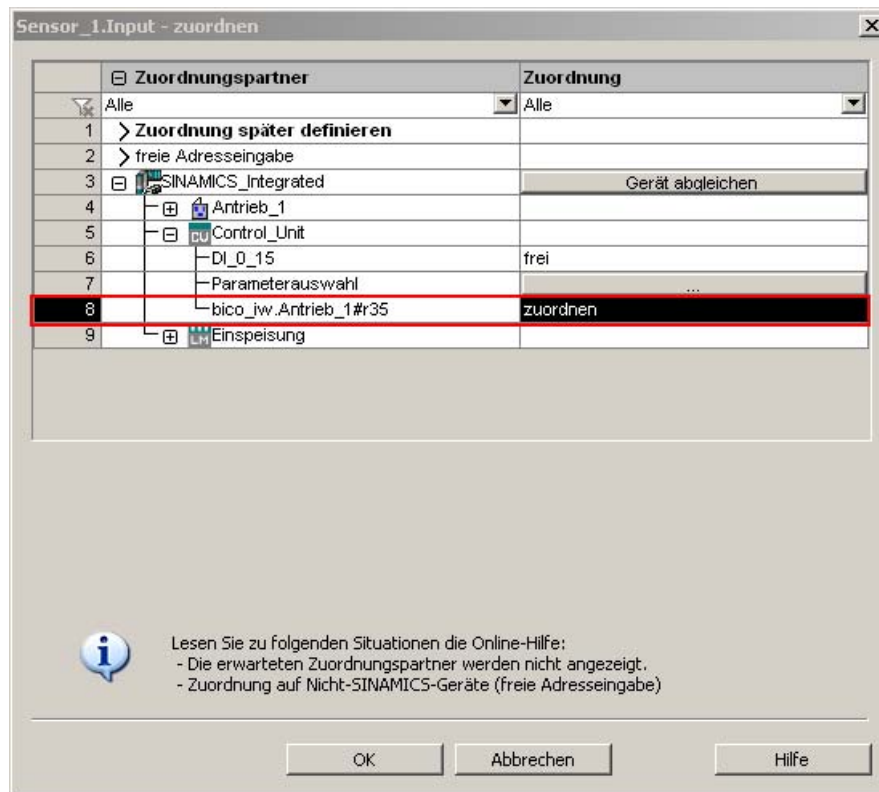 Sensor_1.Input - zuordnen
Zuordnungspartner Zuordnung
Alle Alle
1 Zuordnung später definieren
2 freie Adresseingabe
3 SINAMICS_Integrated Gerät abgleichen
4 Antrieb_1
5 CU Control_Unit
6 DI_0_15 frei
7 Parameterauswahl ...
8 bico_iw.Antrieb_1#r35 zuordnen
9 LM Einspeisung
Lesen Sie zu folgenden Situationen die Online-Hilfe:
- Die erwarteten Zuordnungspartner werden nicht angezeigt.
- Zuordnung auf Nicht-SINAMICS-Geräte (freie Adresseingabe)
OK Abbrechen Hilfe